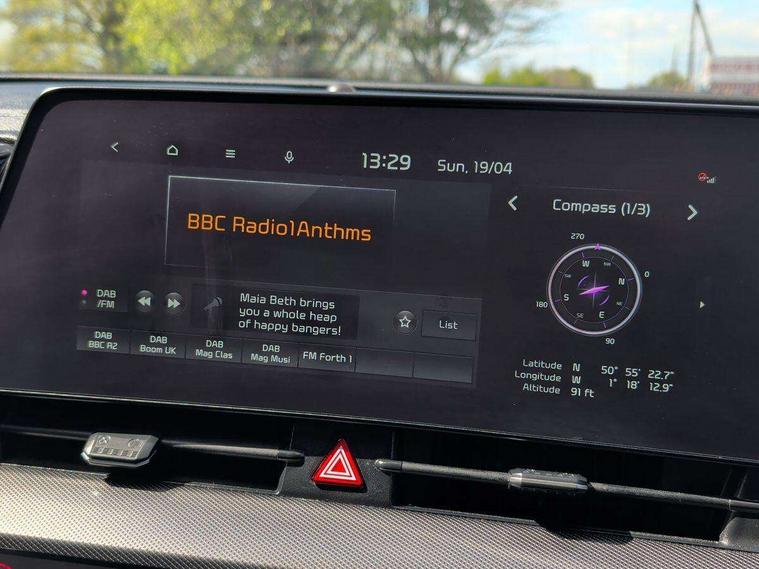 13:29 Sun, 19/04
BBC Radio1Anthms
DAB
/FM
Maia Beth brings
you a whole heap
of happy bangers!
List
DAB
BBC R2
DAB
Boom UK
DAB
Mag Clas
DAB
Mag Musi
FM Forth 1
Compass (1/3)
270
W
NW
0
N
180
S
SE
E
90
Latitude N 50° 55' 22.7"
Longitude W 1° 18' 12.9"
Altitude 91 ft